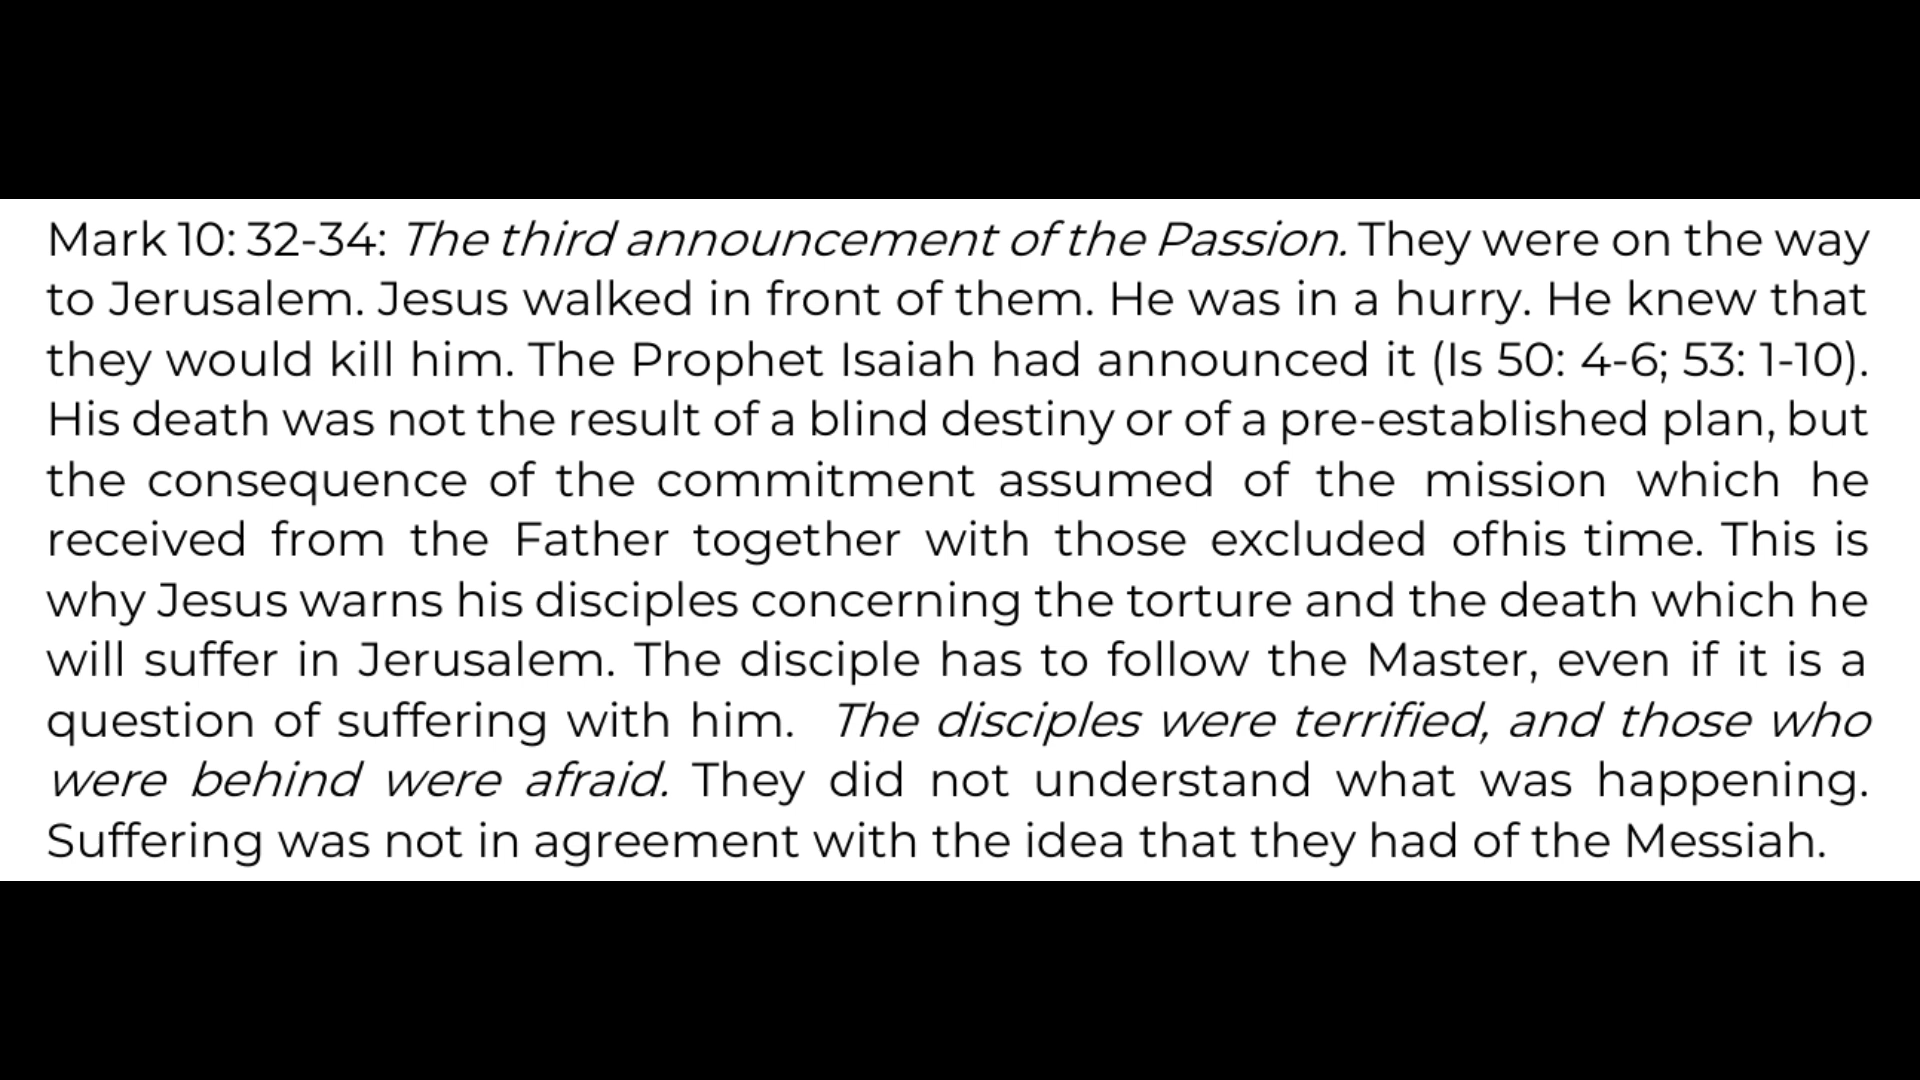 Mark 10: 32-34: The third announcement of the Passion. They were on the way
to Jerusalem. Jesus walked in front of them. He was in a hurry. He knew that
they would kill him. The Prophet Isaiah had announced it (Is 50: 4-6; 53: 1-10).
His death was not the result of a blind destiny or of a pre-established plan, but
the consequence of the commitment assumed of the mission which he
received from the Father together with those excluded ofhis time. This is
why Jesus warns his disciples concerning the torture and the death which he
will suffer in Jerusalem. The disciple has to follow the Master, even if it is a
question of suffering with him. The disciples were terrified, and those who
were behind were afraid. They did not understand what was happening.
Suffering was not in agreement with the idea that they had of the Messiah.